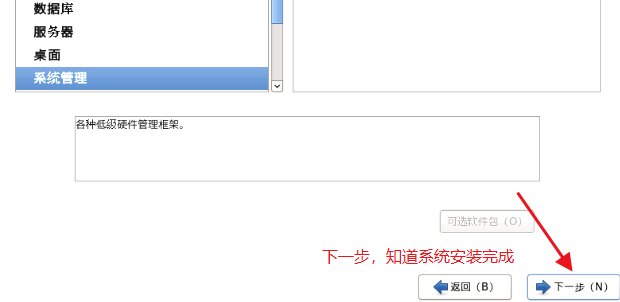 数据库
服务器
桌面
系统管理
各种低级硬件管理框架。
可选软件包（O）
下一步，知道系统安装完成
返回（B） 下一步（N）